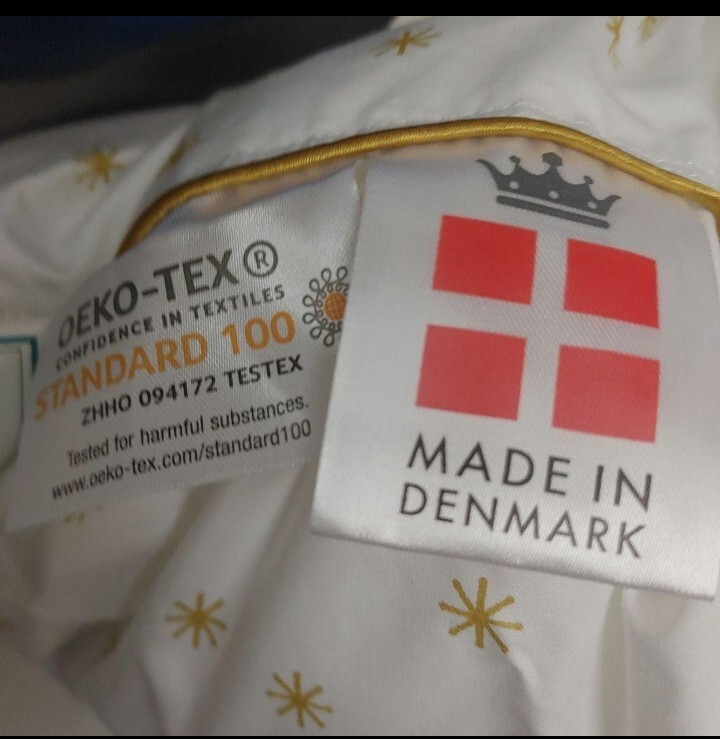 OEKO-TEX®
CONFIDENCE IN TEXTILES
STANDARD 100
ZHHO 094172 TESTEX
Tested for harmful substances.
www.oeko-tex.com/standard100
MADE IN
DENMARK